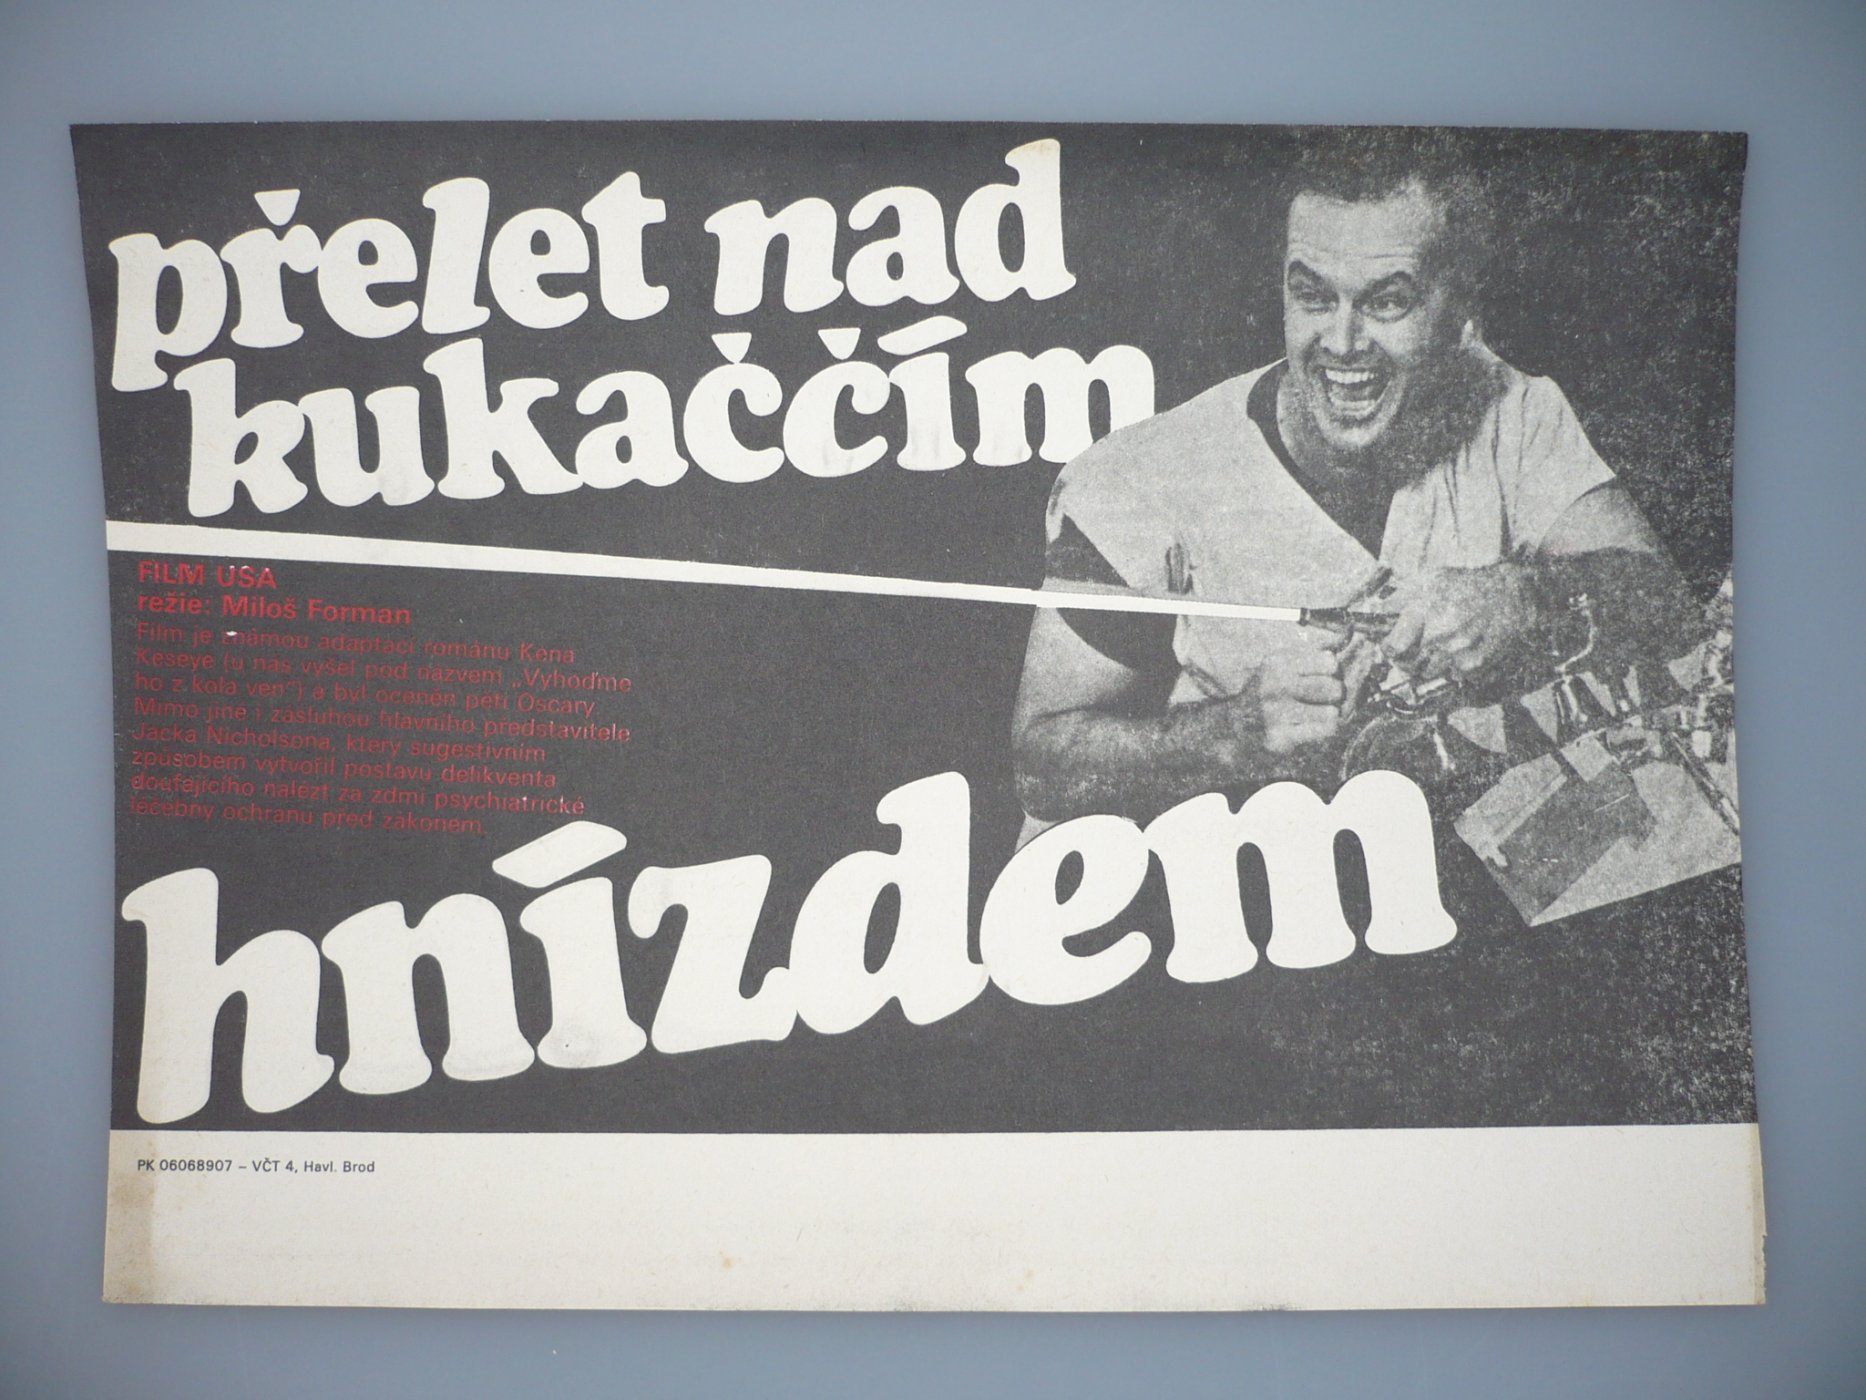 přelet nad
kukaččím
FILM USA
režie: Miloš Forman
Film je známou adaptací románu Kena
Keseye (u nás vyšel pod názvem „Vyhoďme
ho z kola ven") a byl oceněn pěti Oscary
Mimo jiné i zásluhou hlavního představitele
Jacka Nicholsona, který sugestivním
způsobem vytvořil postavu delikventa
doufajícího nalézt za zdmi psychiatrické
léčebny ochranu před zákonem.
hnízdem
PK 06068907 – VČT 4, Havl. Brod